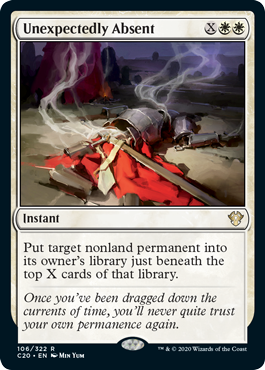 Unexpectedly Absent XWW
Instant
Put target nonland permanent into
its owner's library just beneath the
top X cards of that library.
Once you've been dragged down the
currents of time, you'll never quite trust
your own permanence again.
106/322 R
C20 • EN MIN YUM
™ & © 2020 Wizards of the Coast